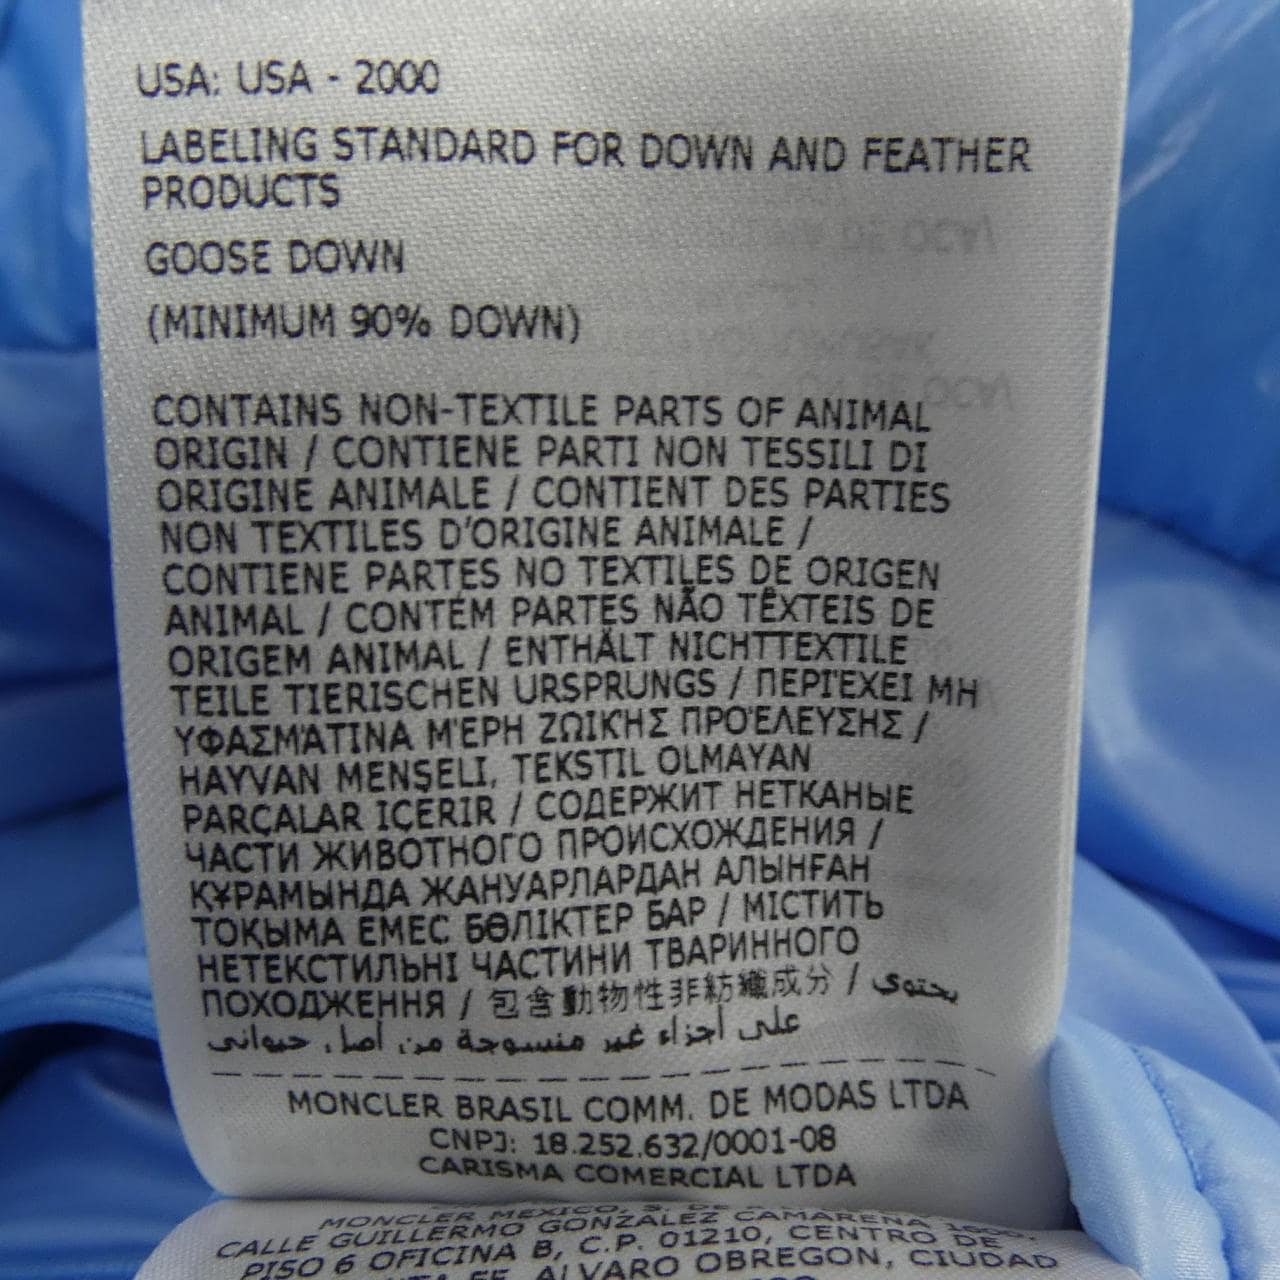 USA: USA - 2000
LABELING STANDARD FOR DOWN AND FEATHER
PRODUCTS
GOOSE DOWN
(MINIMUM 90% DOWN)
CONTAINS NON-TEXTILE PARTS OF ANIMAL
ORIGIN / CONTIENE PARTI NON TESSILI DI
ORIGINE ANIMALE / CONTIENT DES PARTIES
NON TEXTILES D'ORIGINE ANIMALE /
CONTIENE PARTES NO TEXTILES DE ORIGEN
ANIMAL / CONTÉM PARTES NÃO TÊXTEIS DE
ORIGEM ANIMAL / ENTHÄLT NICHTTEXTILE
TEILE TIERISCHEN URSPRUNGS / ΠΕΡΙΈΧΕΙ ΜΗ
ΥΦΑΣΜΆΤΙΝΑ ΜΈΡΗ ΖΩΙΚΉΣ ΠΡΟΈΛΕΥΣΗΣ /
HAYVAN MENŞELI, TEKSTIL OLMAYAN
PARÇALAR IÇERIR / СОДЕРЖИТ НЕТКАНЫЕ
ЧАСТИ ЖИВОТНОГО ПРОИСХОЖДЕНИЯ /
ҚҰРАМЫНДА ЖАНУАРЛАРДАН АЛЫНҒАН
ТОҚЫМА ЕМЕС БӨЛІКТЕР БАР / МІСТИТЬ
НЕТЕКСТИЛЬНІ ЧАСТИНИ ТВАРИННОГО
ПОХОДЖЕННЯ / 包含動物性非紡織成分 / يحتوي
على أجزاء غير منسوجة من أصل حيواني
MONCLER BRASIL COMM. DE MODAS LTDA
CNPJ: 18.252.632/0001-08
CARISMA COMERCIAL LTDA
MONCLER MEXICO, S. DE
CALLE GUILLERMO GONZALEZ CAMARENA
PISO 6 OFICINA B, C.P. 01210, CENTRO DE
ALVARO OBREGON, CIUDAD